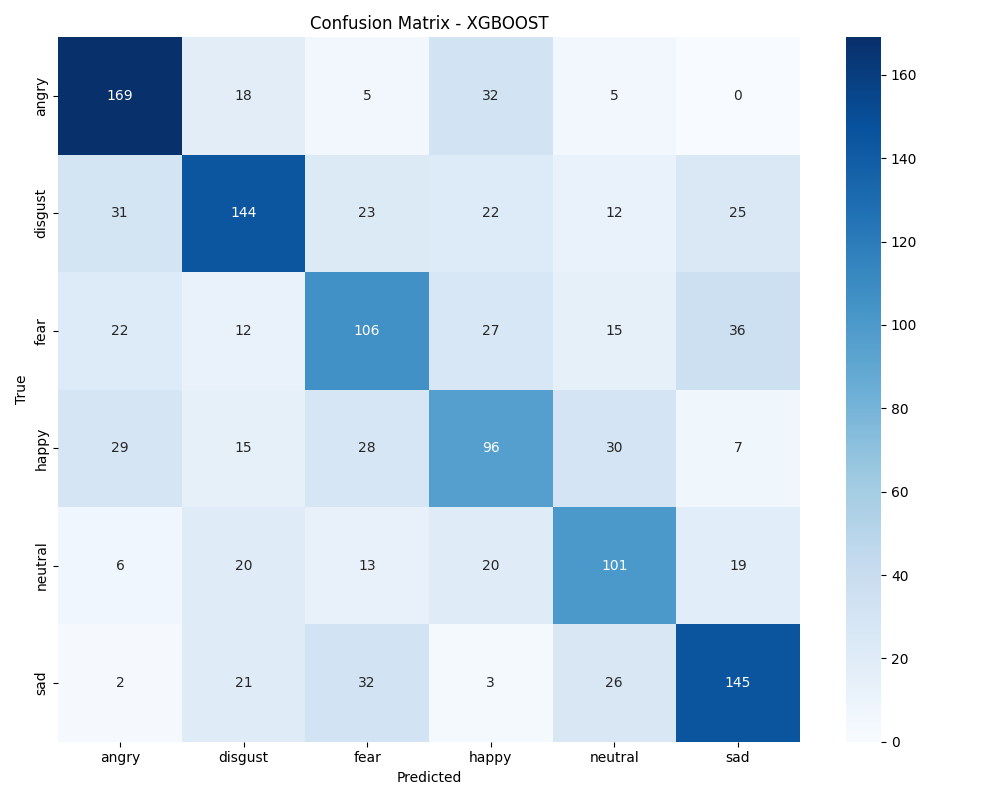 Confusion Matrix - XGBOOST
angry 169 18 5 32 5 0
disgust 31 144 23 22 12 25
fear 22 12 106 27 15 36
happy 29 15 28 96 30 7
neutral 6 20 13 20 101 19
sad 2 21 32 3 26 145
True
angry disgust fear happy neutral sad
Predicted
160
140
120
100
80
60
40
20
0